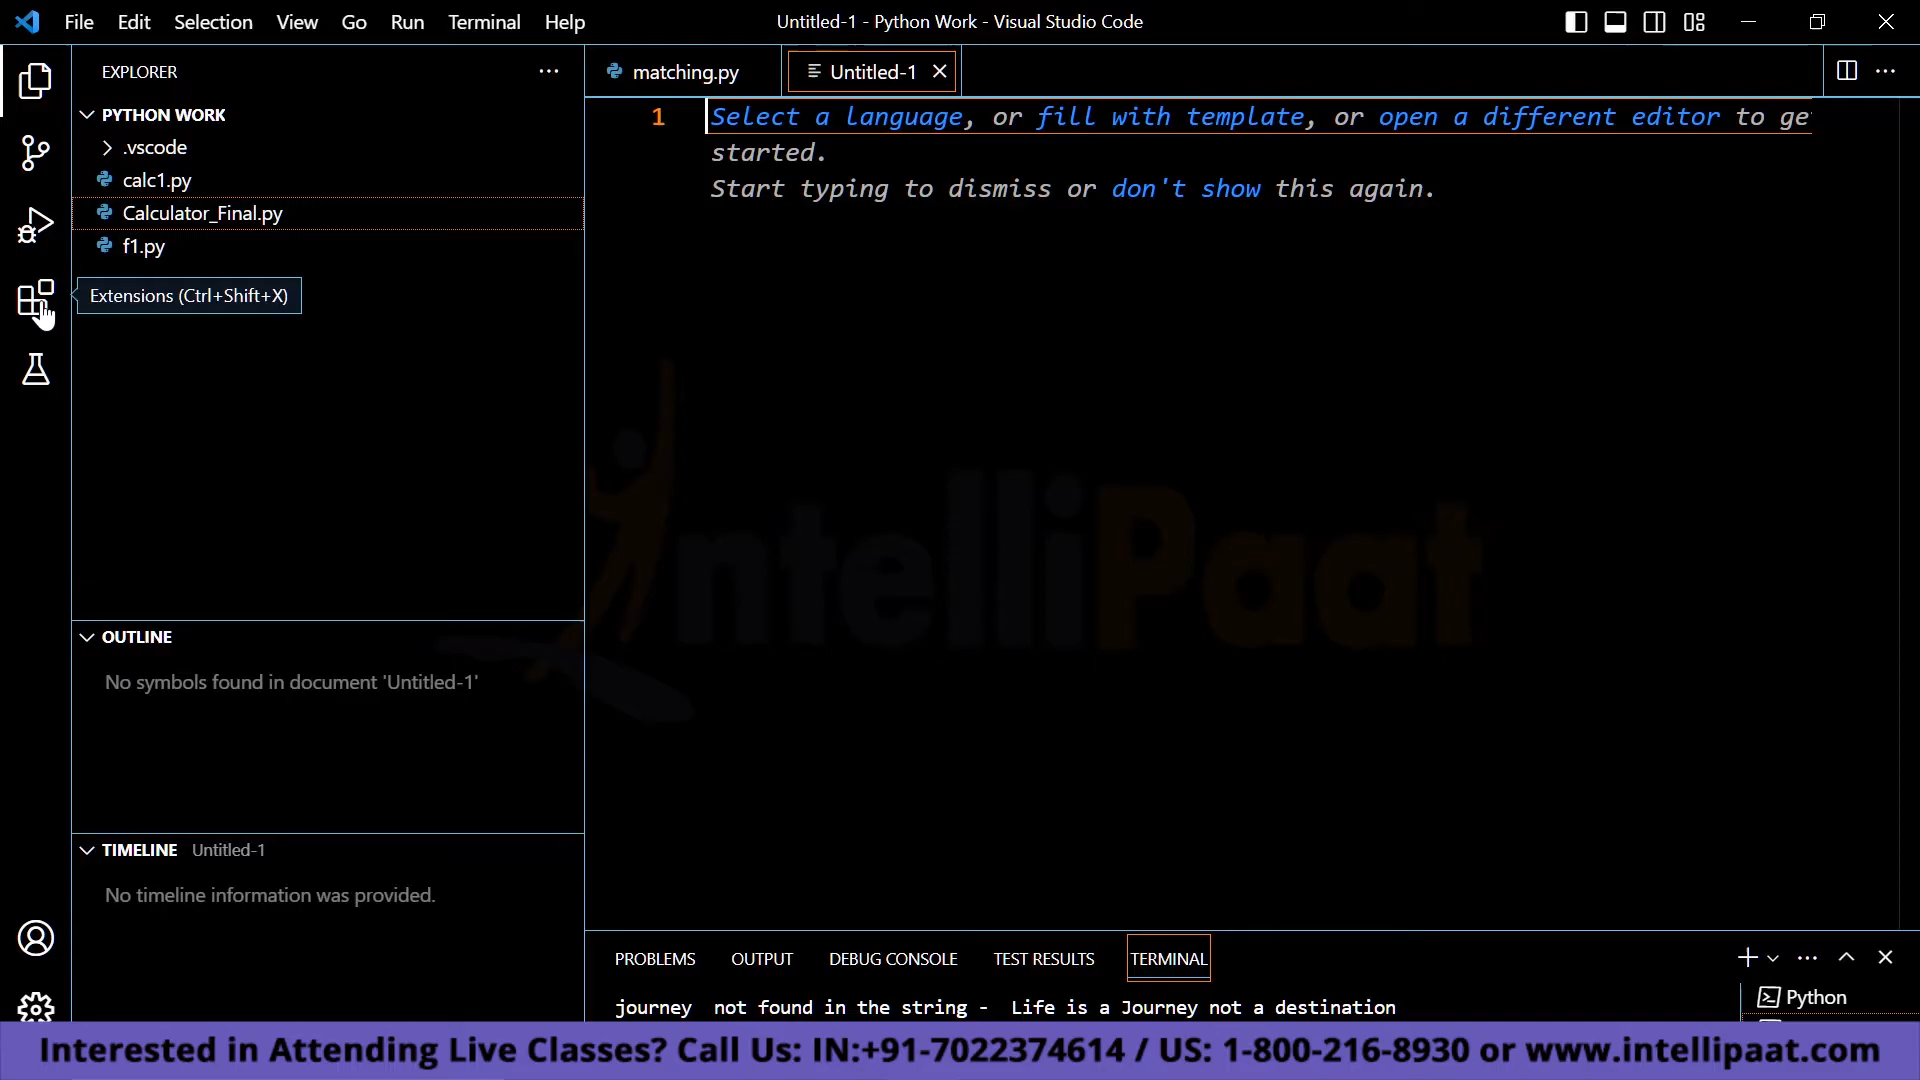 File Edit Selection View Go Run Terminal Help
Untitled-1 - Python Work - Visual Studio Code
EXPLORER
PYTHON WORK
.vscode
calc1.py
Calculator_Final.py
f1.py
Extensions (Ctrl+Shift+X)
OUTLINE
No symbols found in document 'Untitled-1'
TIMELINE Untitled-1
No timeline information was provided.
matching.py
Untitled-1
1
Select a language, or fill with template, or open a different editor to ge
started.
Start typing to dismiss or don't show this again.
IntelliPaat
PROBLEMS OUTPUT DEBUG CONSOLE TEST RESULTS TERMINAL
journey not found in the string - Life is a Journey not a destination
Python
Interested in Attending Live Classes? Call Us: IN:+91-7022374614 / US: 1-800-216-8930 or www.intellipaat.com